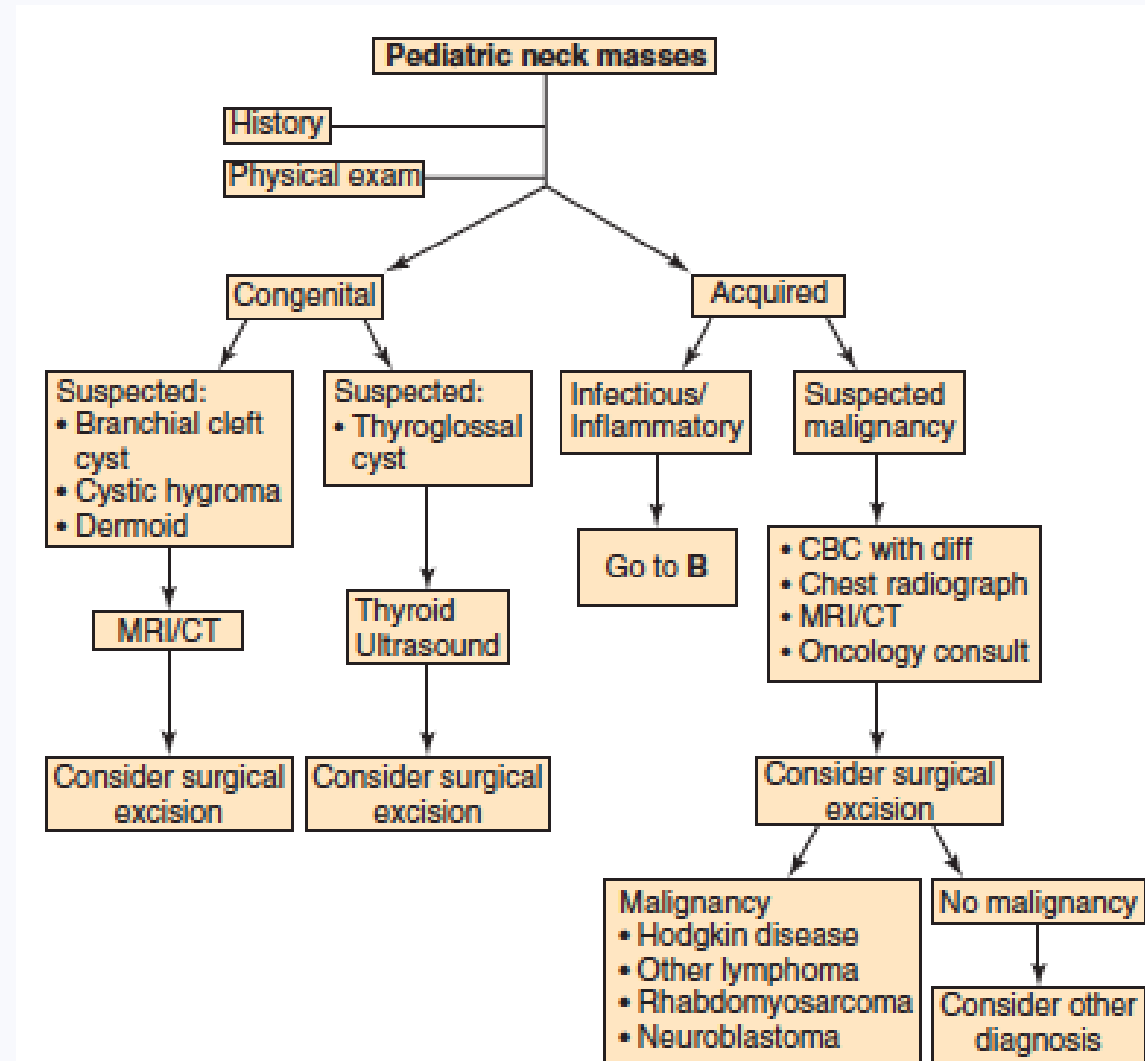 Pediatric neck masses
History
Physical exam
Congenital
Acquired
Suspected:
• Branchial cleft
cyst
• Cystic hygroma
• Dermoid
Suspected:
• Thyroglossal
cyst
Infectious/
Inflammatory
Suspected
malignancy
MRI/CT
Thyroid
Ultrasound
Go to B
• CBC with diff
• Chest radiograph
• MRI/CT
• Oncology consult
Consider surgical
excision
Consider surgical
excision
Consider surgical
excision
Malignancy
• Hodgkin disease
• Other lymphoma
• Rhabdomyosarcoma
• Neuroblastoma
No malignancy
Consider other
diagnosis